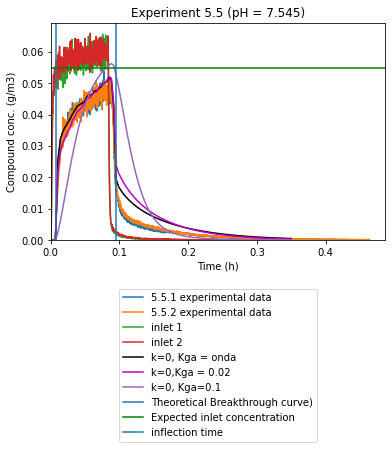 Experiment 5.5 (pH = 7.545)
Compound conc. (g/m3)
0.06
0.05
0.04
0.03
0.02
0.01
0.00
0.0 0.1 0.2 0.3 0.4
Time (h)
5.5.1 experimental data
5.5.2 experimental data
inlet 1
inlet 2
k=0, Kga = onda
k=0,Kga = 0.02
k=0, Kga=0.1
Theoretical Breakthrough curve)
Expected inlet concentration
inflection time